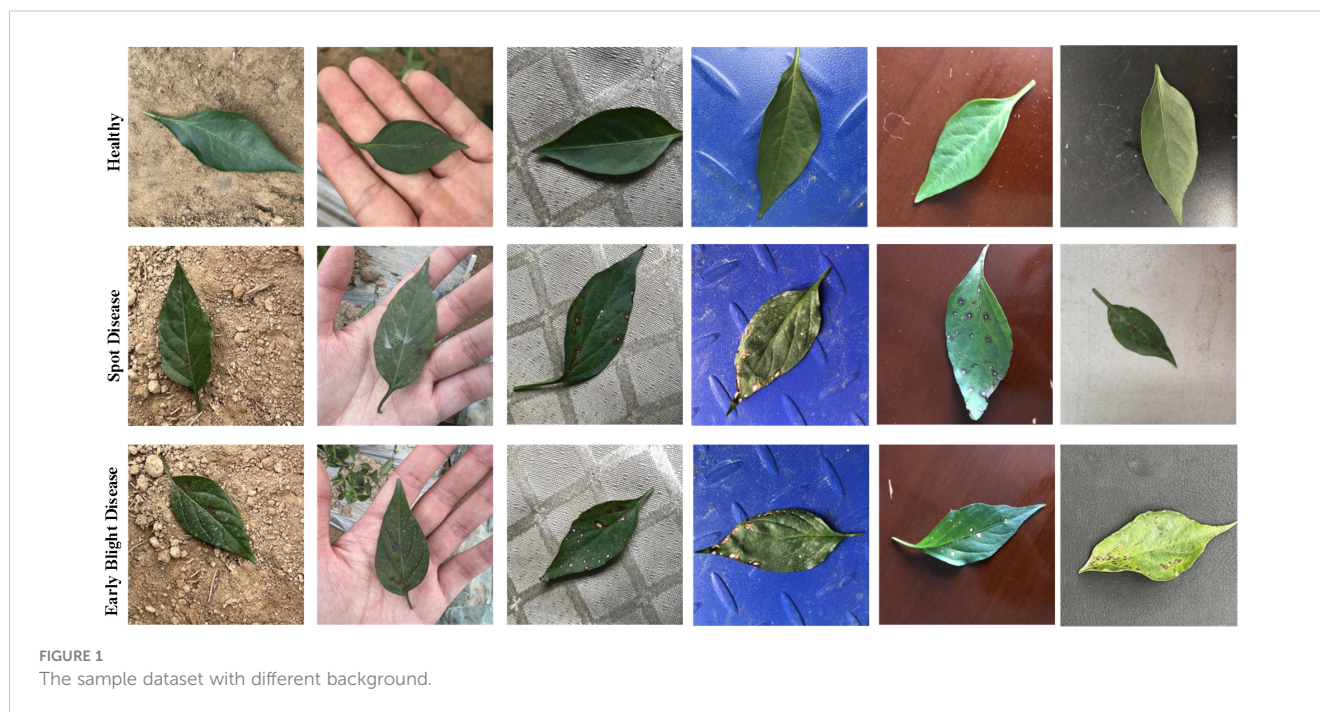 Healthy
Spot Disease
Early Blight Disease
FIGURE 1
The sample dataset with different background.